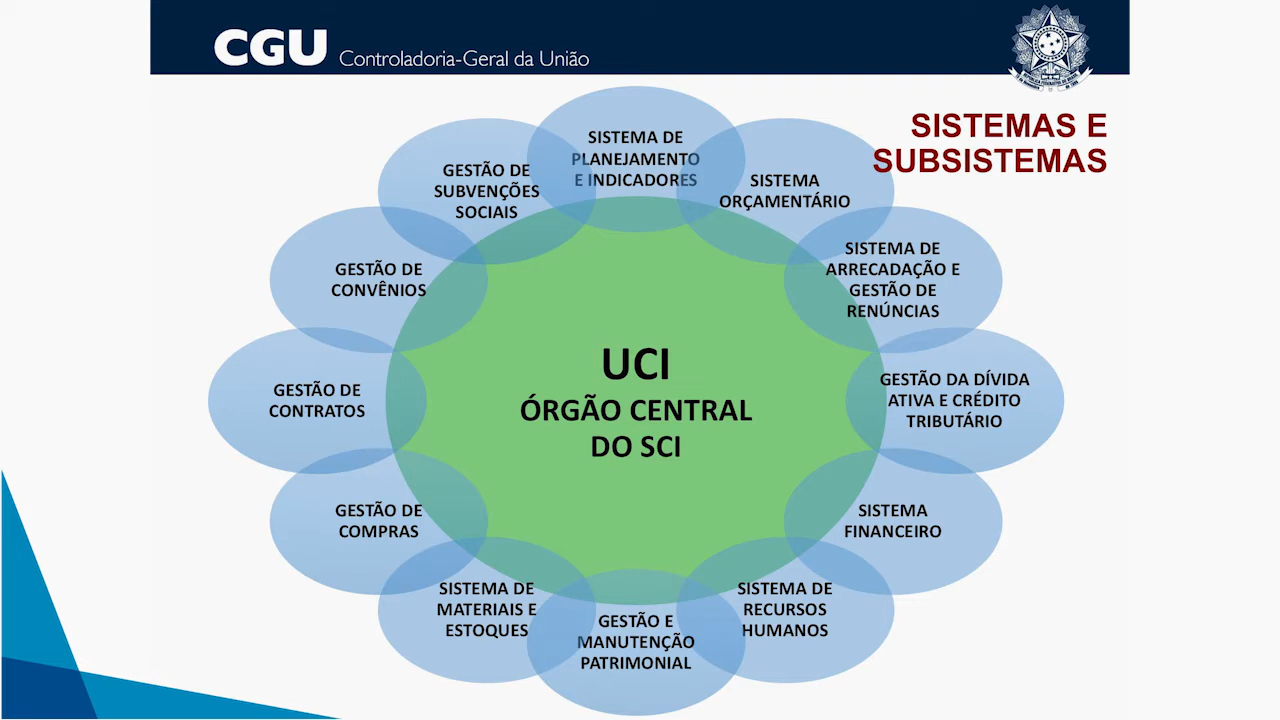 CGU Controladoria-Geral da União
SISTEMAS E
SUBSISTEMAS
SISTEMA DE
PLANEJAMENTO
E INDICADORES
SISTEMA
ORÇAMENTÁRIO
SISTEMA DE
ARRECADAÇÃO E
GESTÃO DE
RENÚNCIAS
GESTÃO DA DÍVIDA
ATIVA E CRÉDITO
TRIBUTÁRIO
SISTEMA
FINANCEIRO
SISTEMA DE
RECURSOS
HUMANOS
GESTÃO E
MANUTENÇÃO
PATRIMONIAL
SISTEMA DE
MATERIAIS E
ESTOQUES
GESTÃO DE
COMPRAS
GESTÃO DE
CONTRATOS
GESTÃO DE
CONVÊNIOS
GESTÃO DE
SUBVENÇÕES
SOCIAIS
UCI
ÓRGÃO CENTRAL
DO SCI